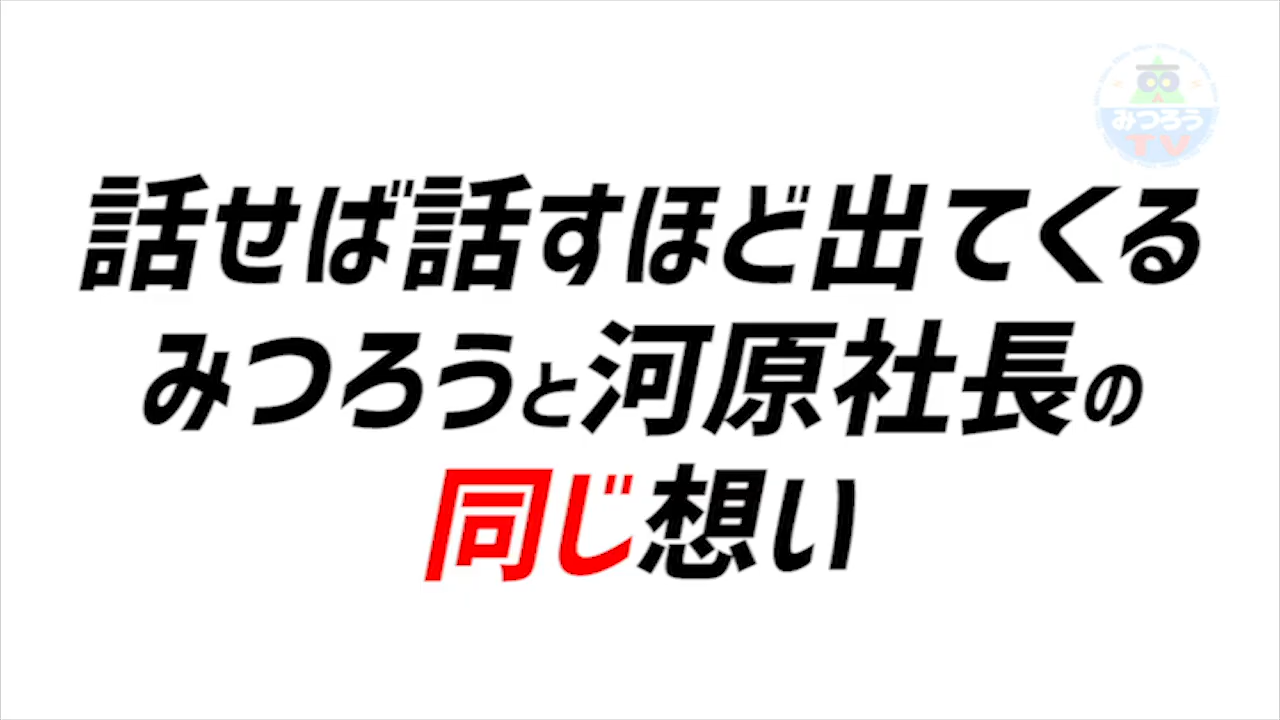 みつろう
TV
話せば話すほど出てくる
みつろうと河原社長の
同じ想い